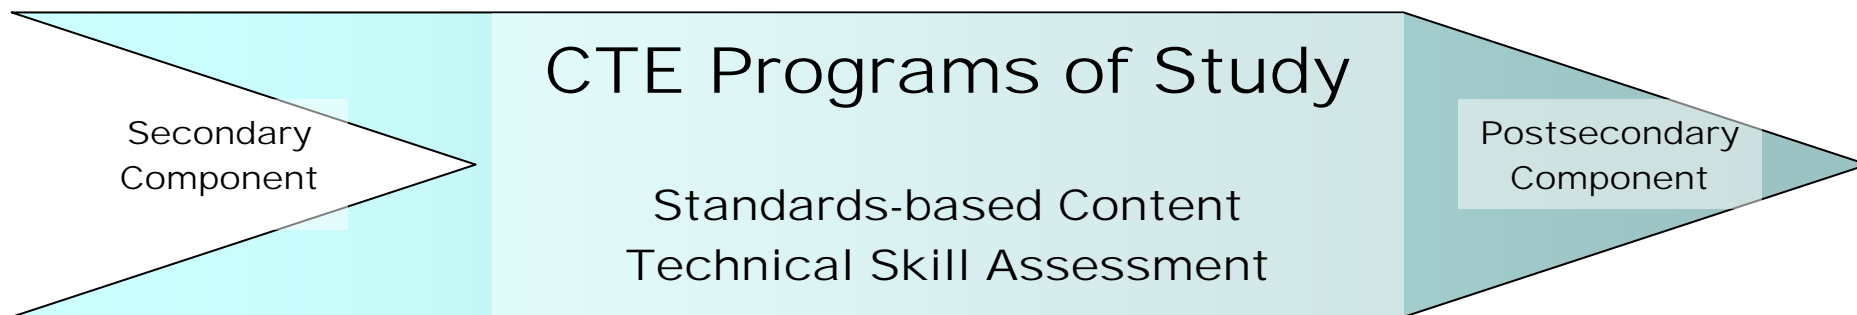 CTE Programs of Study
Secondary
Component
Standards-based Content
Technical Skill Assessment
Postsecondary
Component